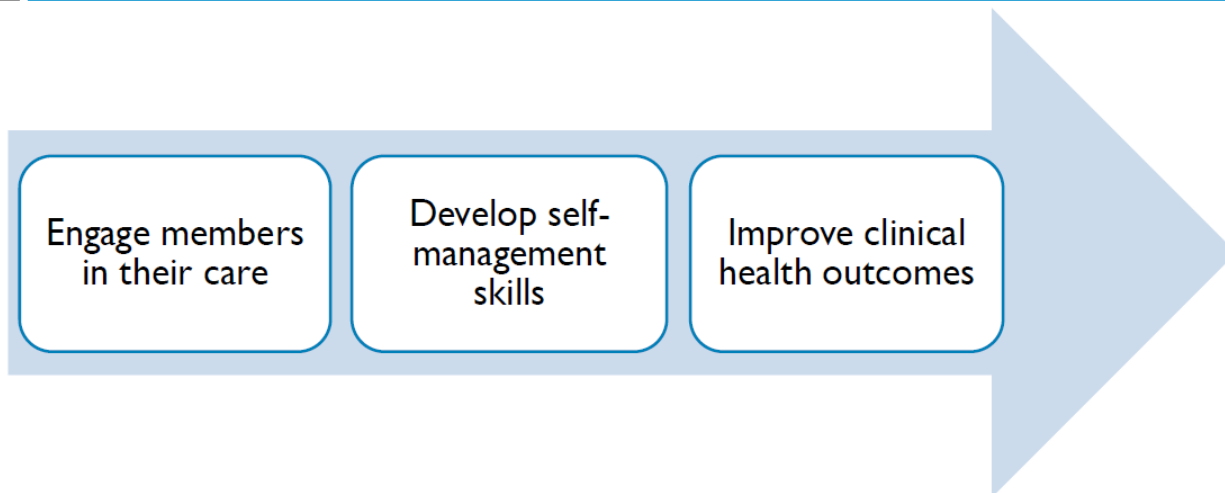 Engage members
in their care
Develop self-
management
skills
Improve clinical
health outcomes